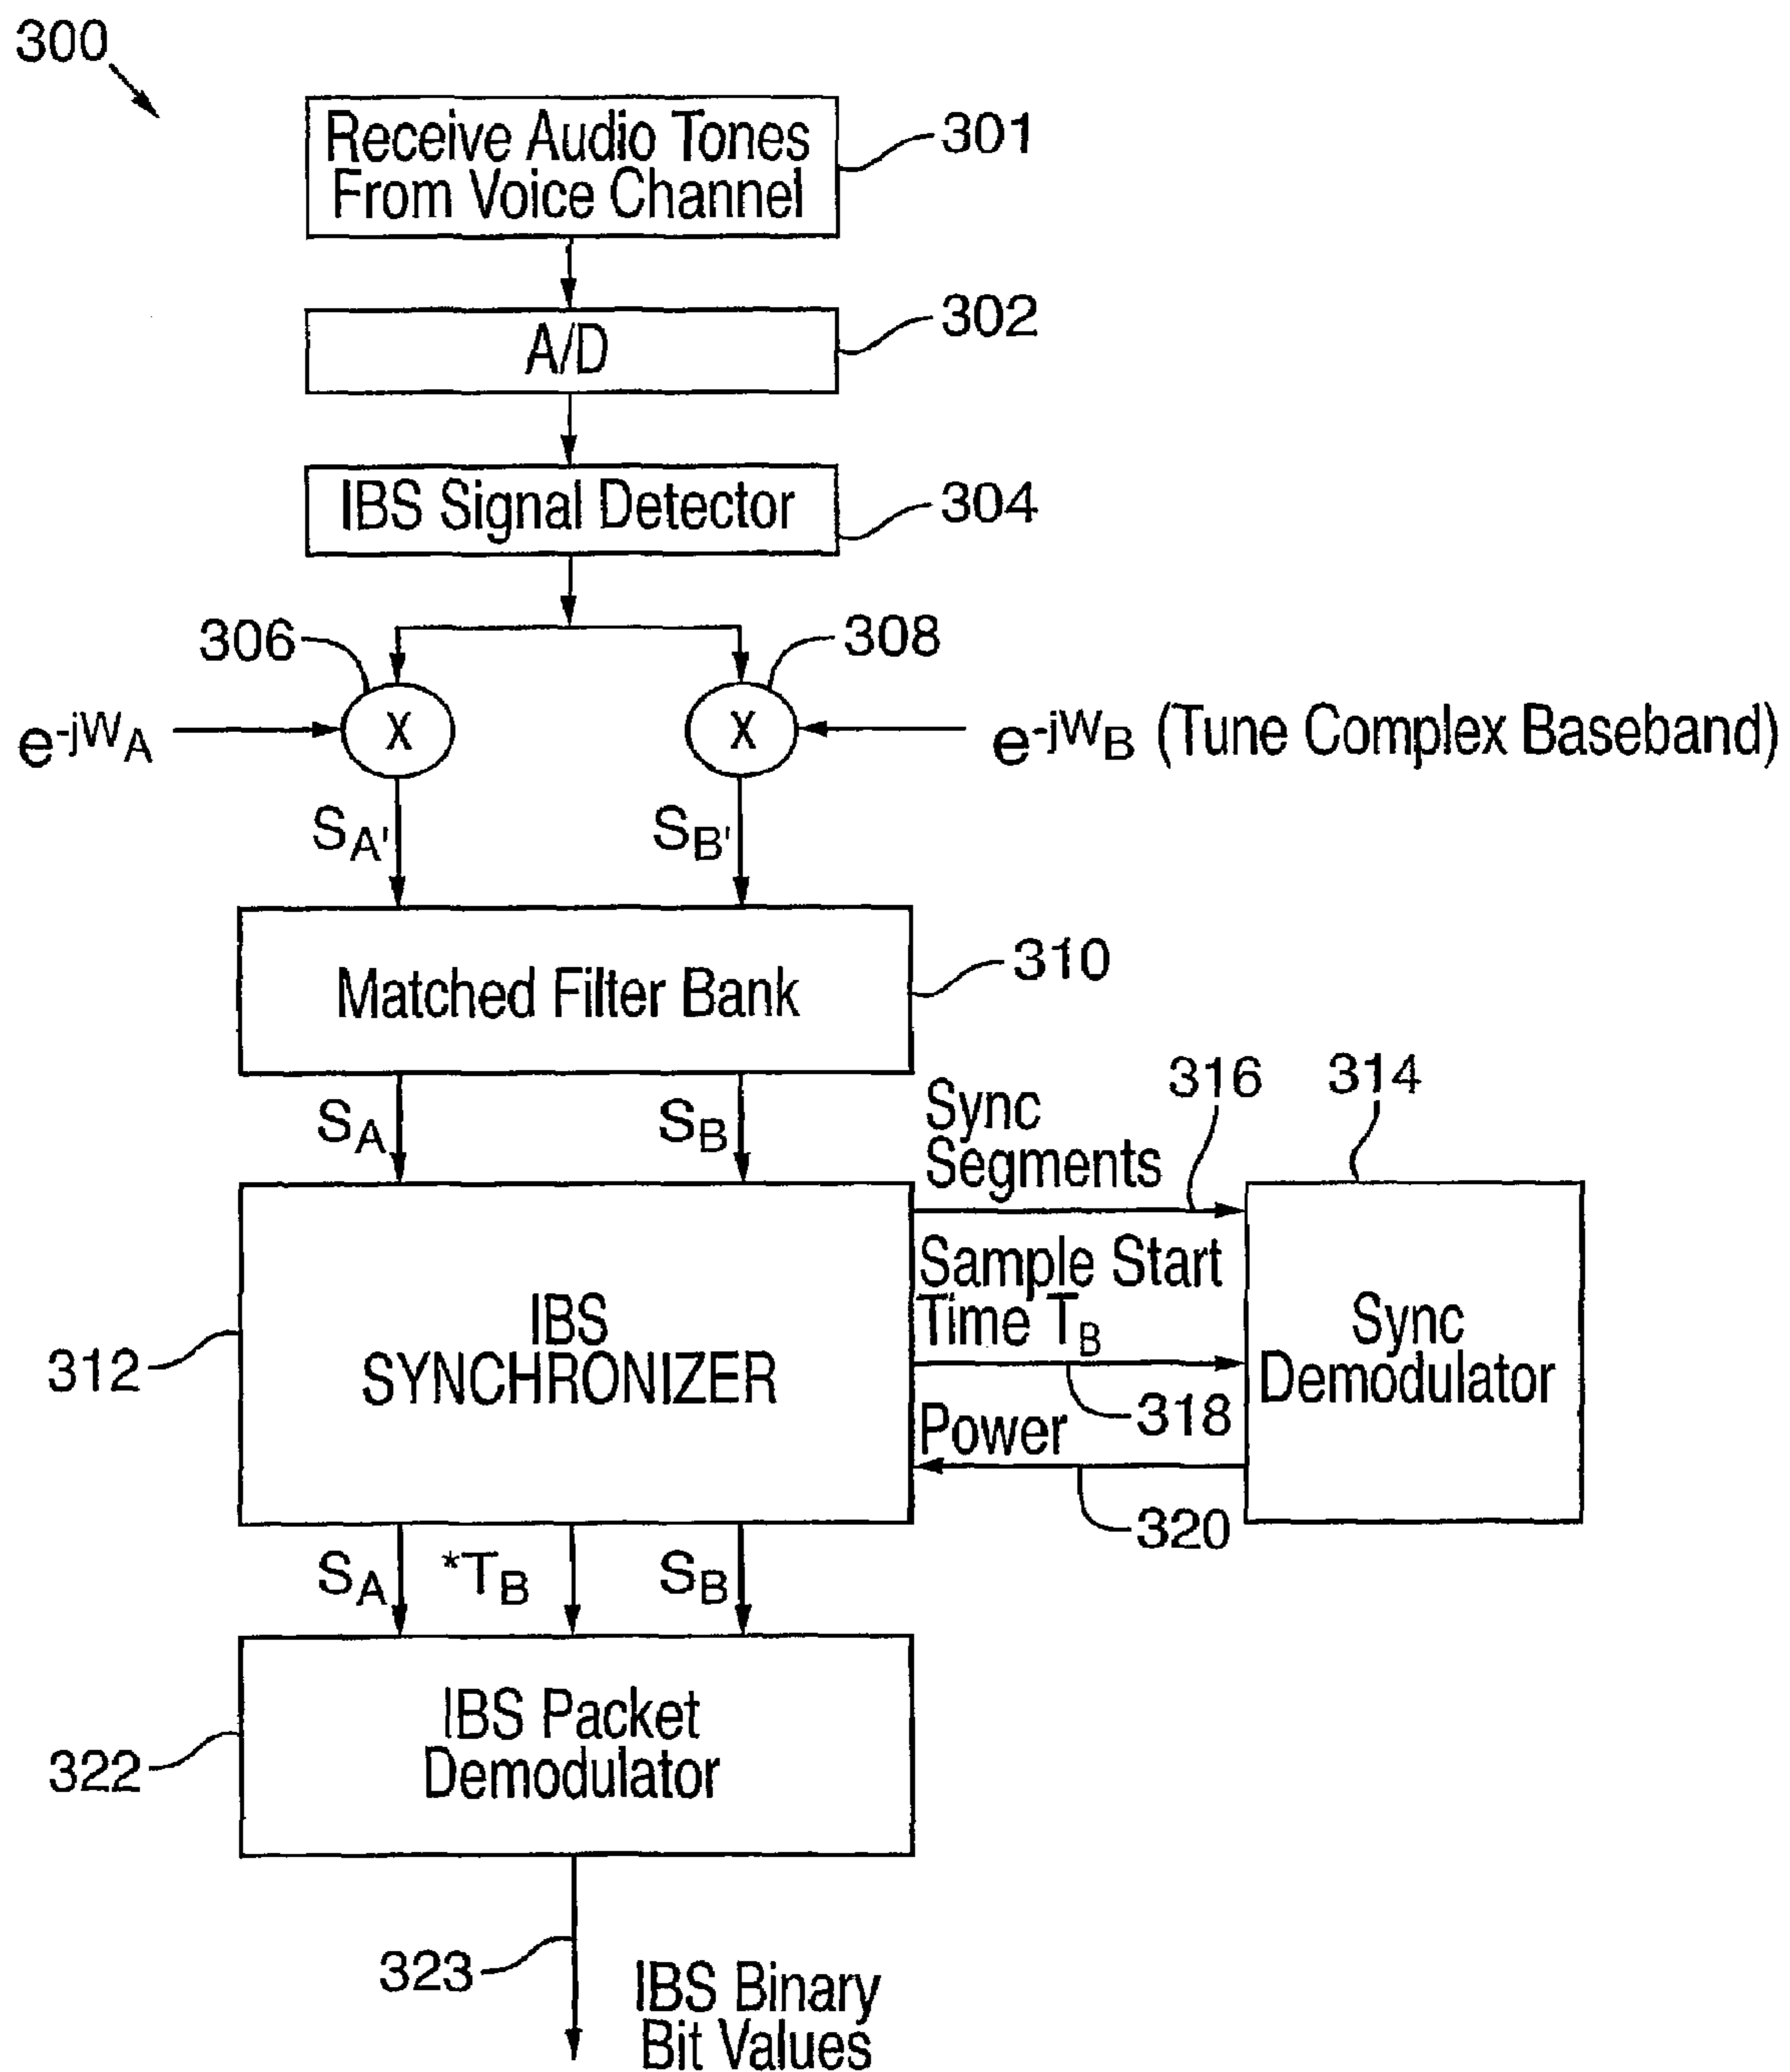 300
Receive Audio Tones
From Voice Channel
301
A/D
302
IBS Signal Detector
304
306
308
e-jWA
X
X
e-jWB (Tune Complex Baseband)
SA'
SB'
Matched Filter Bank
310
SA
SB
Sync
Segments
316
314
Sample Start
Time TB
IBS
SYNCHRONIZER
312
318
Power
320
Sync
Demodulator
SA
*TB
SB
IBS Packet
Demodulator
322
323
IBS Binary
Bit Values